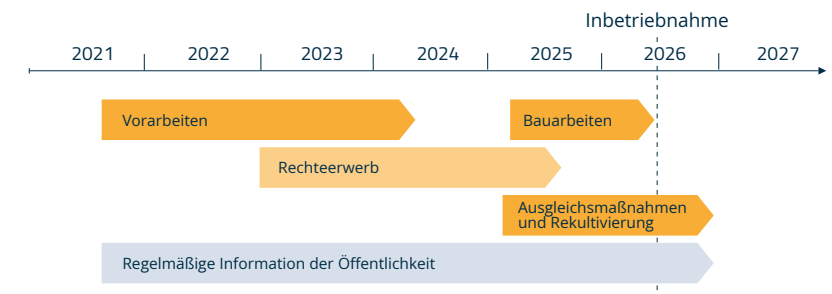 Inbetriebnahme
2021 2022 2023 2024 2025 2026 2027
Vorarbeiten
Bauarbeiten
Rechteerwerb
Ausgleichsmaßnahmen
und Rekultivierung
Regelmäßige Information der Öffentlichkeit